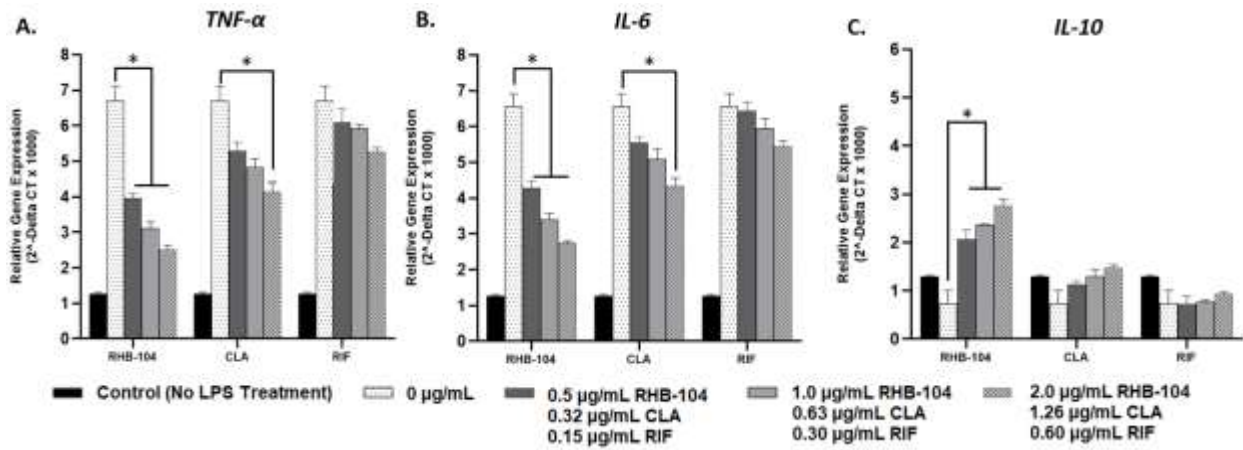 A.
TNF-α
Relative Gene Expression
(2^-Delta CT x 1000)
8
7
6
5
4
3
2
1
0
*
*
RHB-104
CLA
RIF
B.
IL-6
Relative Gene Expression
(2^-Delta CT x 1000)
8
7
6
5
4
3
2
1
0
*
*
RHB-104
CLA
RIF
C.
IL-10
Relative Gene Expression
(2^-Delta CT x 1000)
6
5
4
3
2
1
0
*
RHB-104
CLA
RIF
Control (No LPS Treatment)
0 µg/mL
0.5 µg/mL RHB-104
0.32 µg/mL CLA
0.15 µg/mL RIF
1.0 µg/mL RHB-104
0.63 µg/mL CLA
0.30 µg/mL RIF
2.0 µg/mL RHB-104
1.26 µg/mL CLA
0.60 µg/mL RIF